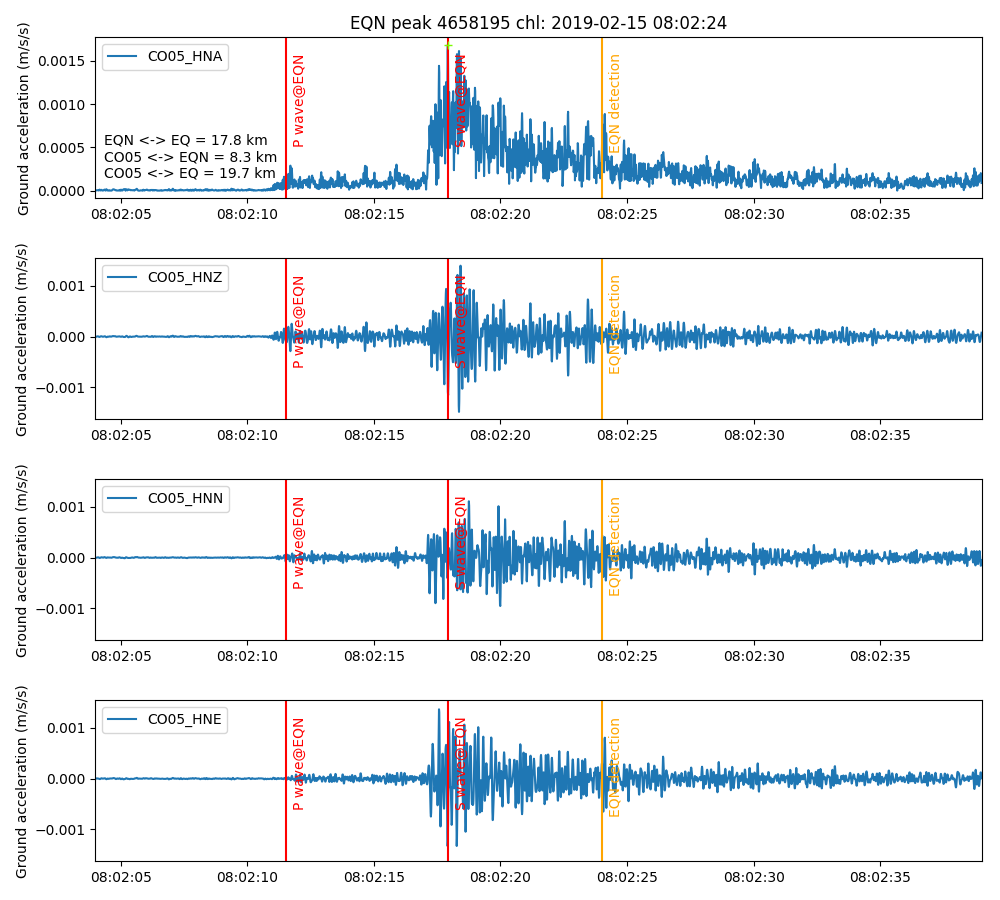 EQN peak 4658195 chl: 2019-02-15 08:02:24
Ground acceleration (m/s/s)
0.0015
0.0010
0.0005
0.0000
CO05_HNA
EQN <-> EQ = 17.8 km
CO05 <-> EQN = 8.3 km
CO05 <-> EQ = 19.7 km
P wave@EQN
S wave@EQN
EQN detection
08:02:05 08:02:10 08:02:15 08:02:20 08:02:25 08:02:30 08:02:35
Ground acceleration (m/s/s)
0.001
0.000
−0.001
CO05_HNZ
P wave@EQN
S wave@EQN
EQN detection
08:02:05 08:02:10 08:02:15 08:02:20 08:02:25 08:02:30 08:02:35
Ground acceleration (m/s/s)
0.001
0.000
−0.001
CO05_HNN
P wave@EQN
S wave@EQN
EQN detection
08:02:05 08:02:10 08:02:15 08:02:20 08:02:25 08:02:30 08:02:35
Ground acceleration (m/s/s)
0.001
0.000
−0.001
CO05_HNE
P wave@EQN
S wave@EQN
EQN detection
08:02:05 08:02:10 08:02:15 08:02:20 08:02:25 08:02:30 08:02:35